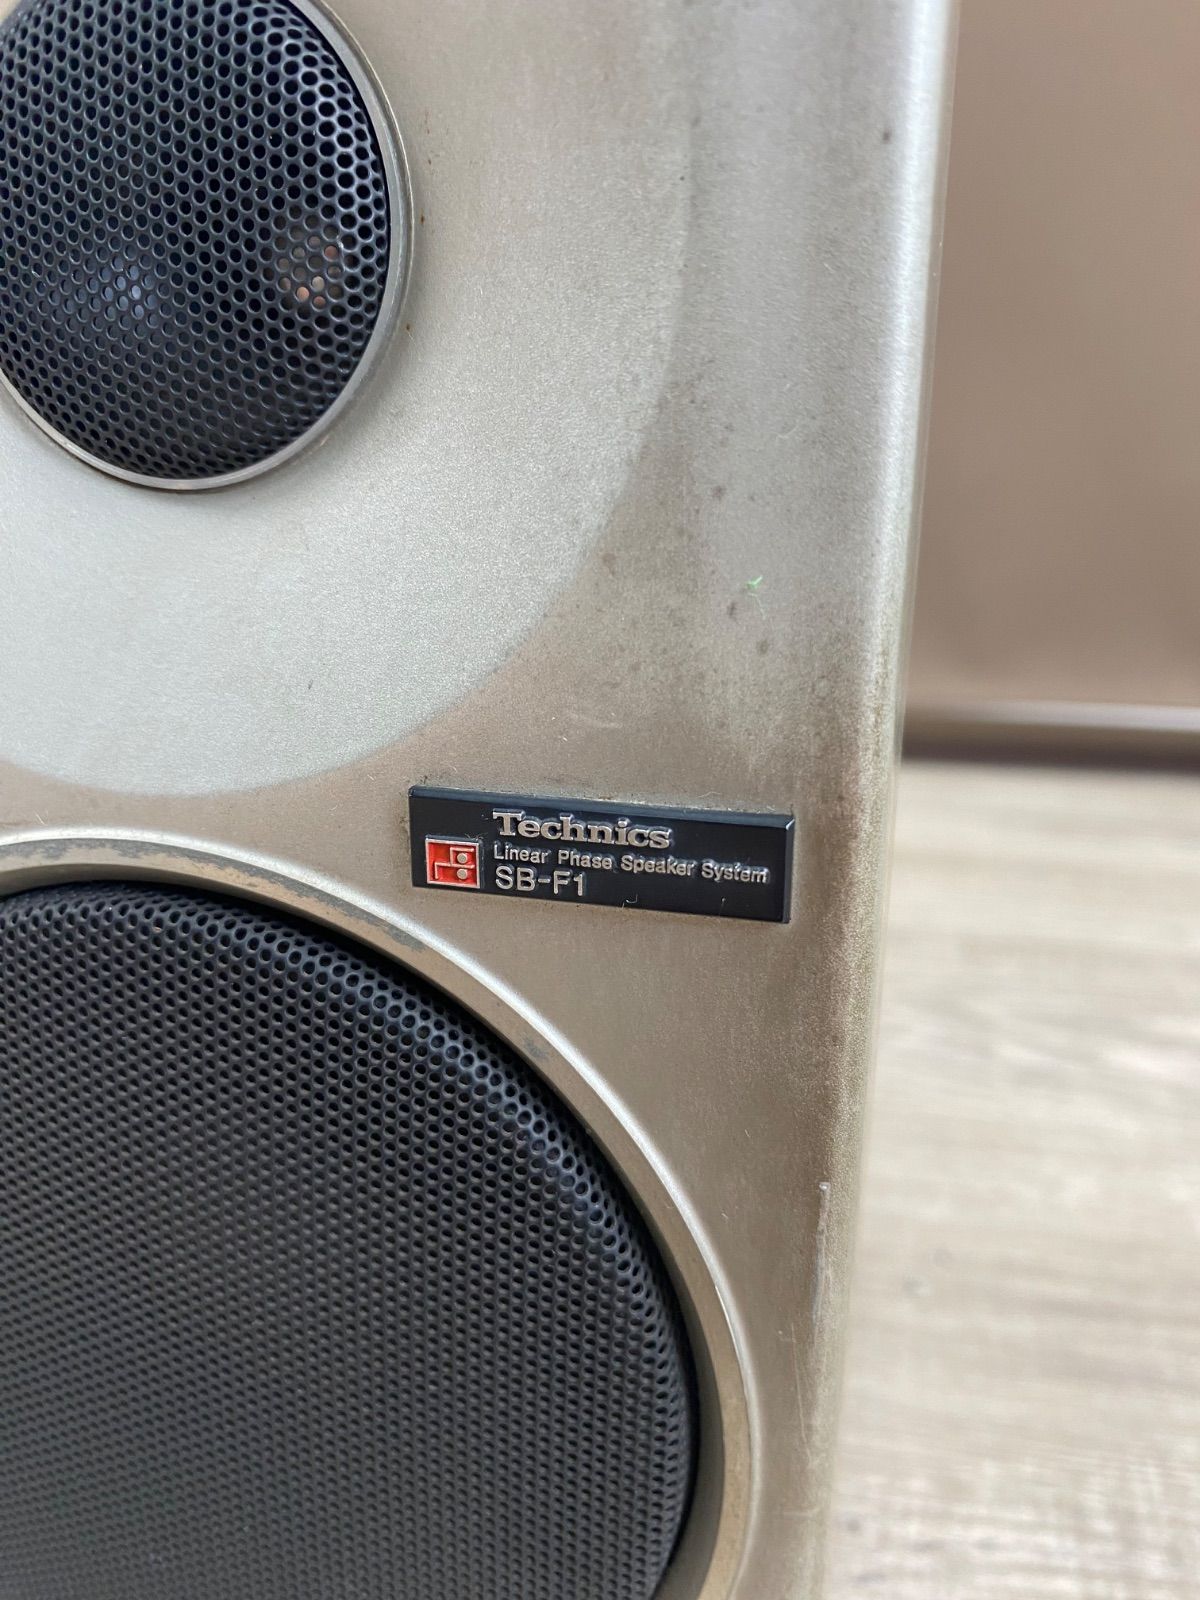 Technics
Linear Phase Speaker System
SB-F1